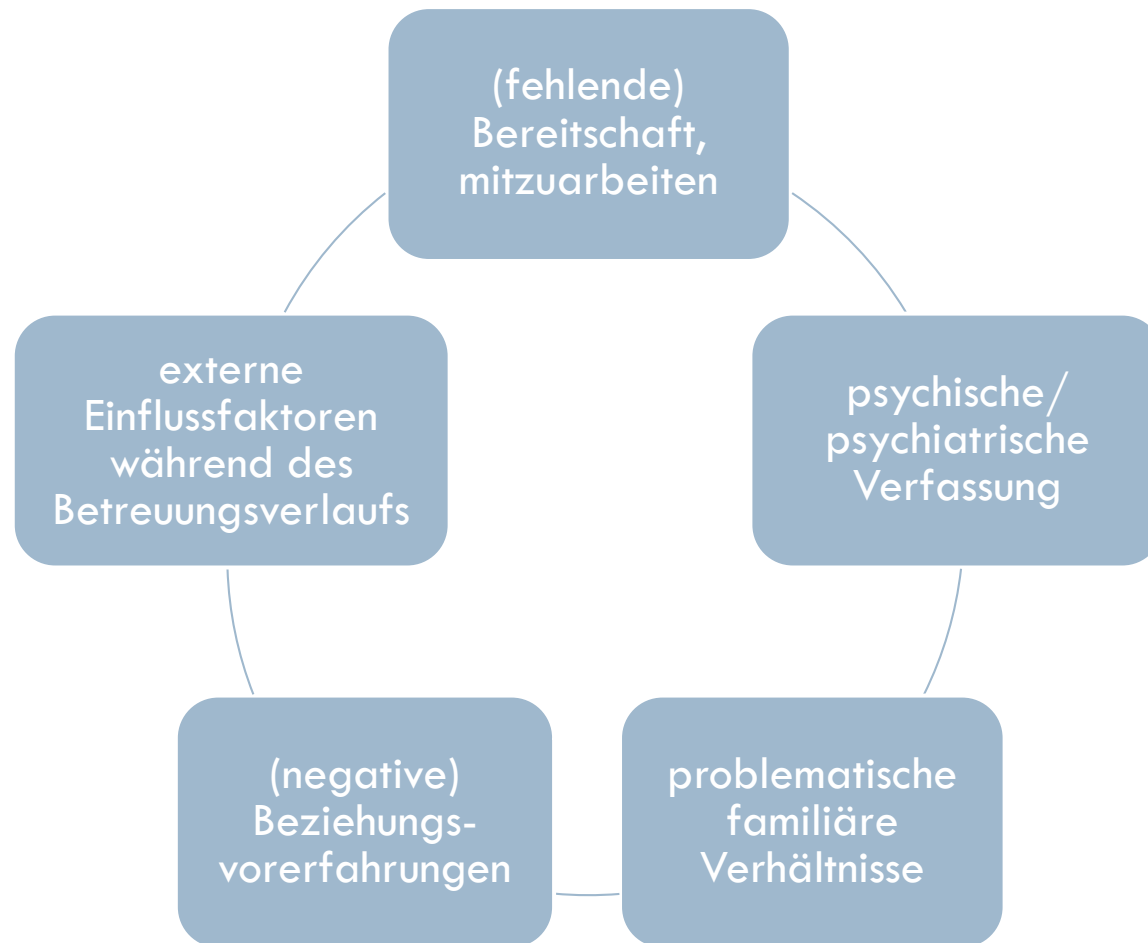 (fehlende)
Bereitschaft,
mitzuarbeiten
psychische/
psychiatrische
Verfassung
problematische
familiäre
Verhältnisse
(negative)
Beziehungs-
vorerfahrungen
externe
Einflussfaktoren
während des
Betreuungsverlaufs